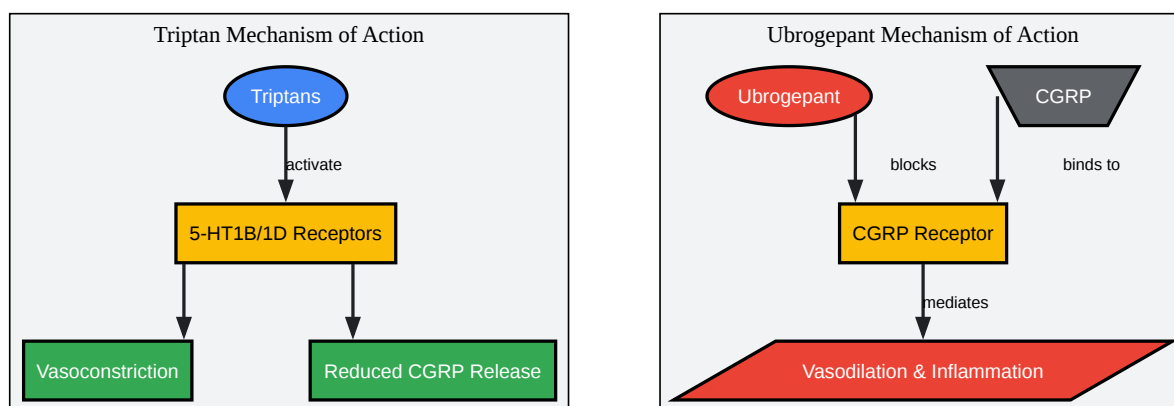 Triptan Mechanism of Action
Triptans
activate
5-HT1B/1D Receptors
Vasoconstriction
Reduced CGRP Release
Ubrogepant Mechanism of Action
Ubrogepant
CGRP
blocks
binds to
CGRP Receptor
mediates
Vasodilation & Inflammation